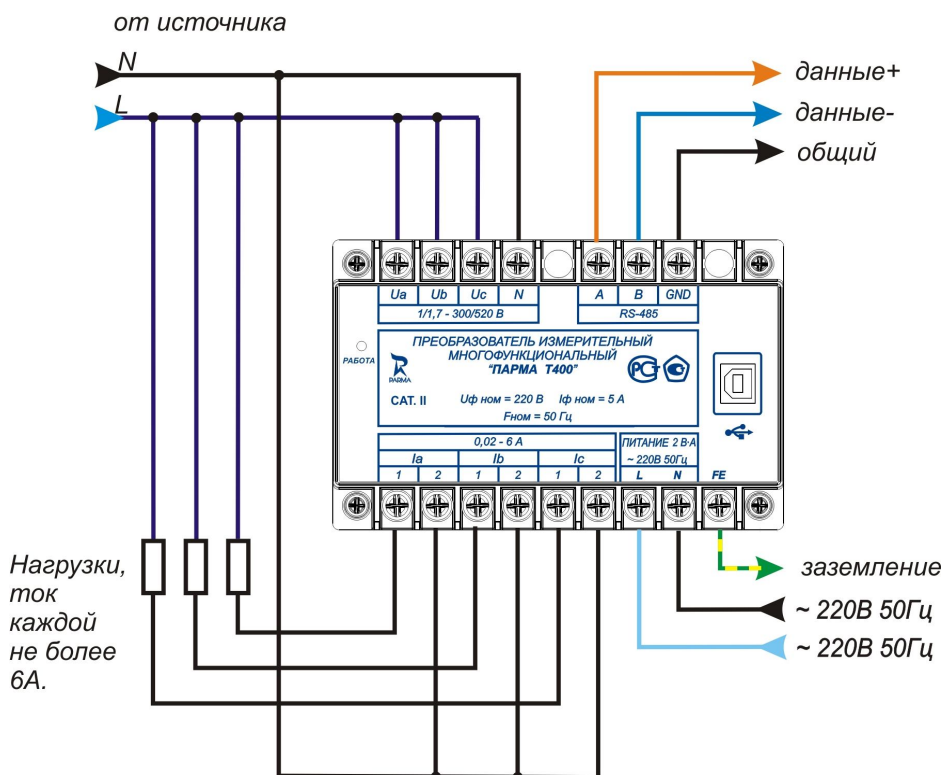 от источника
N
L
данные+
данные-
общий
Ua Ub Uc N
1/1,7 - 300/520 В
A B GND
RS-485
РАБОТА
PARMA
ПРЕОБРАЗОВАТЕЛЬ ИЗМЕРИТЕЛЬНЫЙ
МНОГОФУНКЦИОНАЛЬНЫЙ
"ПАРМА Т400"
РСТ
CAT. II
Uф ном = 220 В Iф ном = 5 А
Fном = 50 Гц
0,02 - 6 А
Ia Ib Ic
1 2 1 2 1 2
ПИТАНИЕ 2 В·А
~ 220В 50Гц
L N FE
Нагрузки,
ток
каждой
не более
6А.
заземление
~ 220В 50Гц
~ 220В 50Гц